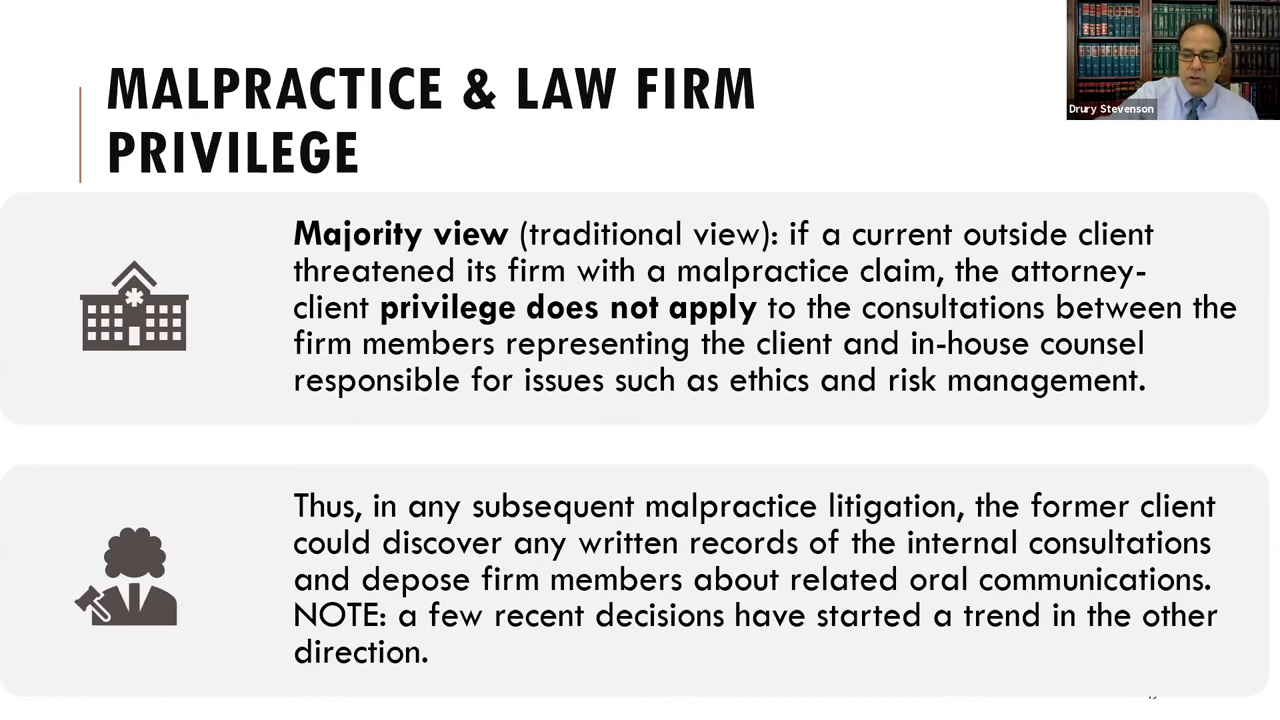 MALPRACTICE & LAW FIRM
PRIVILEGE
Drury Stevenson
Majority view (traditional view): if a current outside client
threatened its firm with a malpractice claim, the attorney-
client privilege does not apply to the consultations between the
firm members representing the client and in-house counsel
responsible for issues such as ethics and risk management.
Thus, in any subsequent malpractice litigation, the former client
could discover any written records of the internal consultations
and depose firm members about related oral communications.
NOTE: a few recent decisions have started a trend in the other
direction.